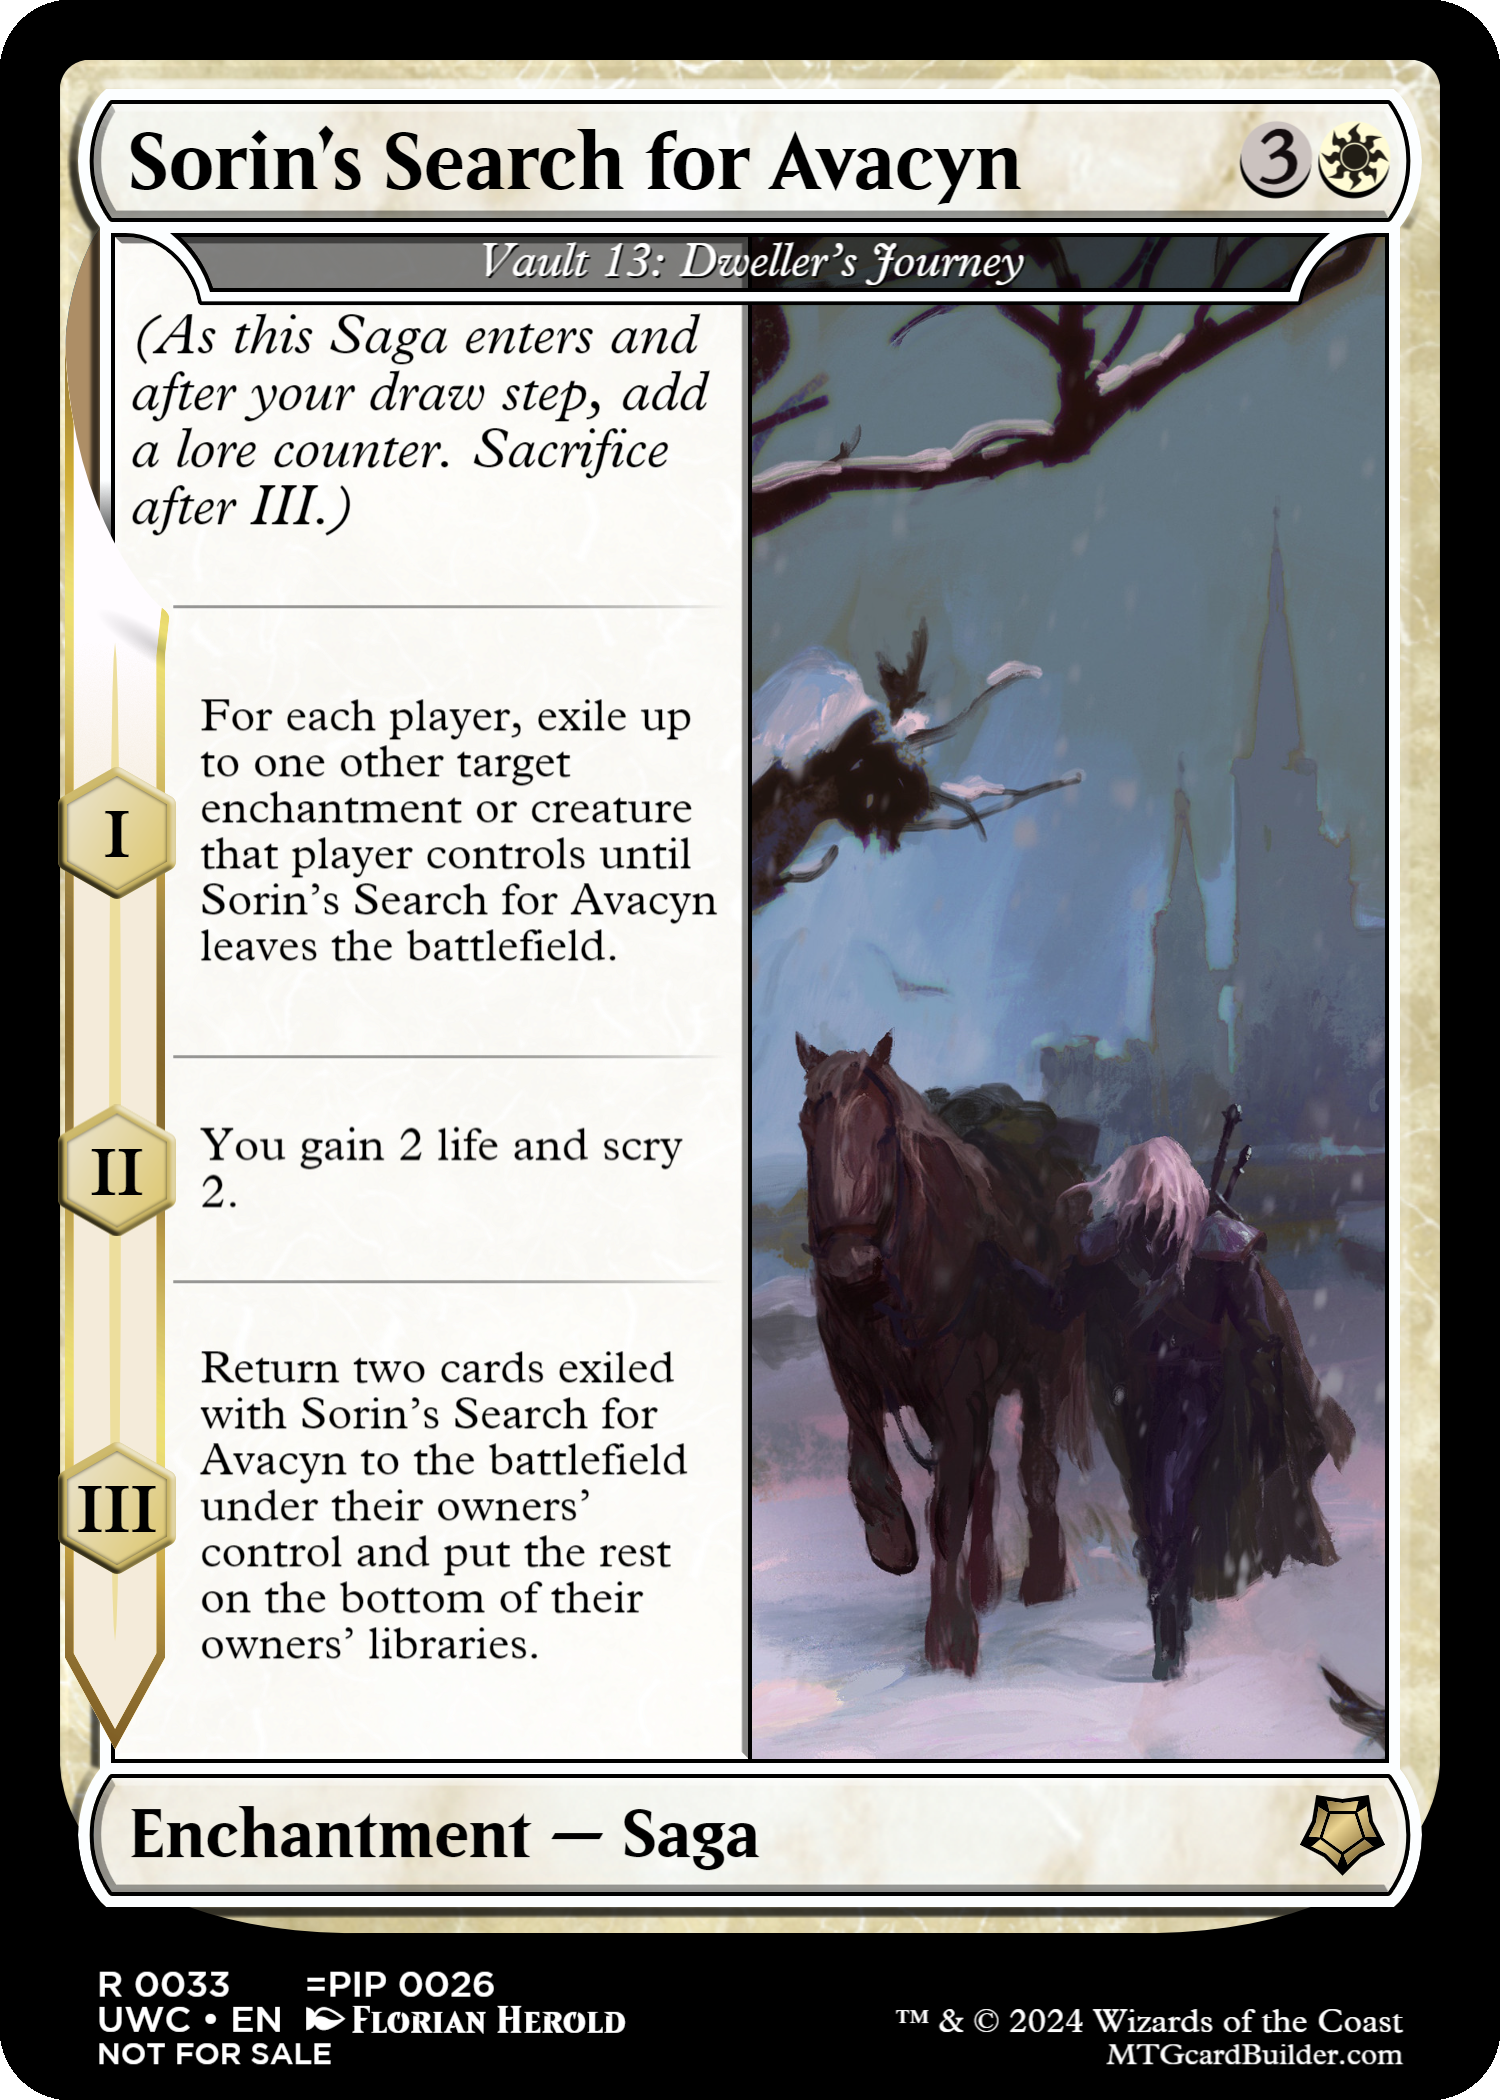 Sorin's Search for Avacyn 3
Vault 13: Dweller's Journey
(As this Saga enters and
after your draw step, add
a lore counter. Sacrifice
after III.)
I
For each player, exile up
to one other target
enchantment or creature
that player controls until
Sorin's Search for Avacyn
leaves the battlefield.
II
You gain 2 life and scry
2.
III
Return two cards exiled
with Sorin's Search for
Avacyn to the battlefield
under their owners'
control and put the rest
on the bottom of their
owners' libraries.
Enchantment — Saga
R 0033 =PIP 0026
UWC • EN Florian Herold
NOT FOR SALE
™ & © 2024 Wizards of the Coast
MTGcardBuilder.com